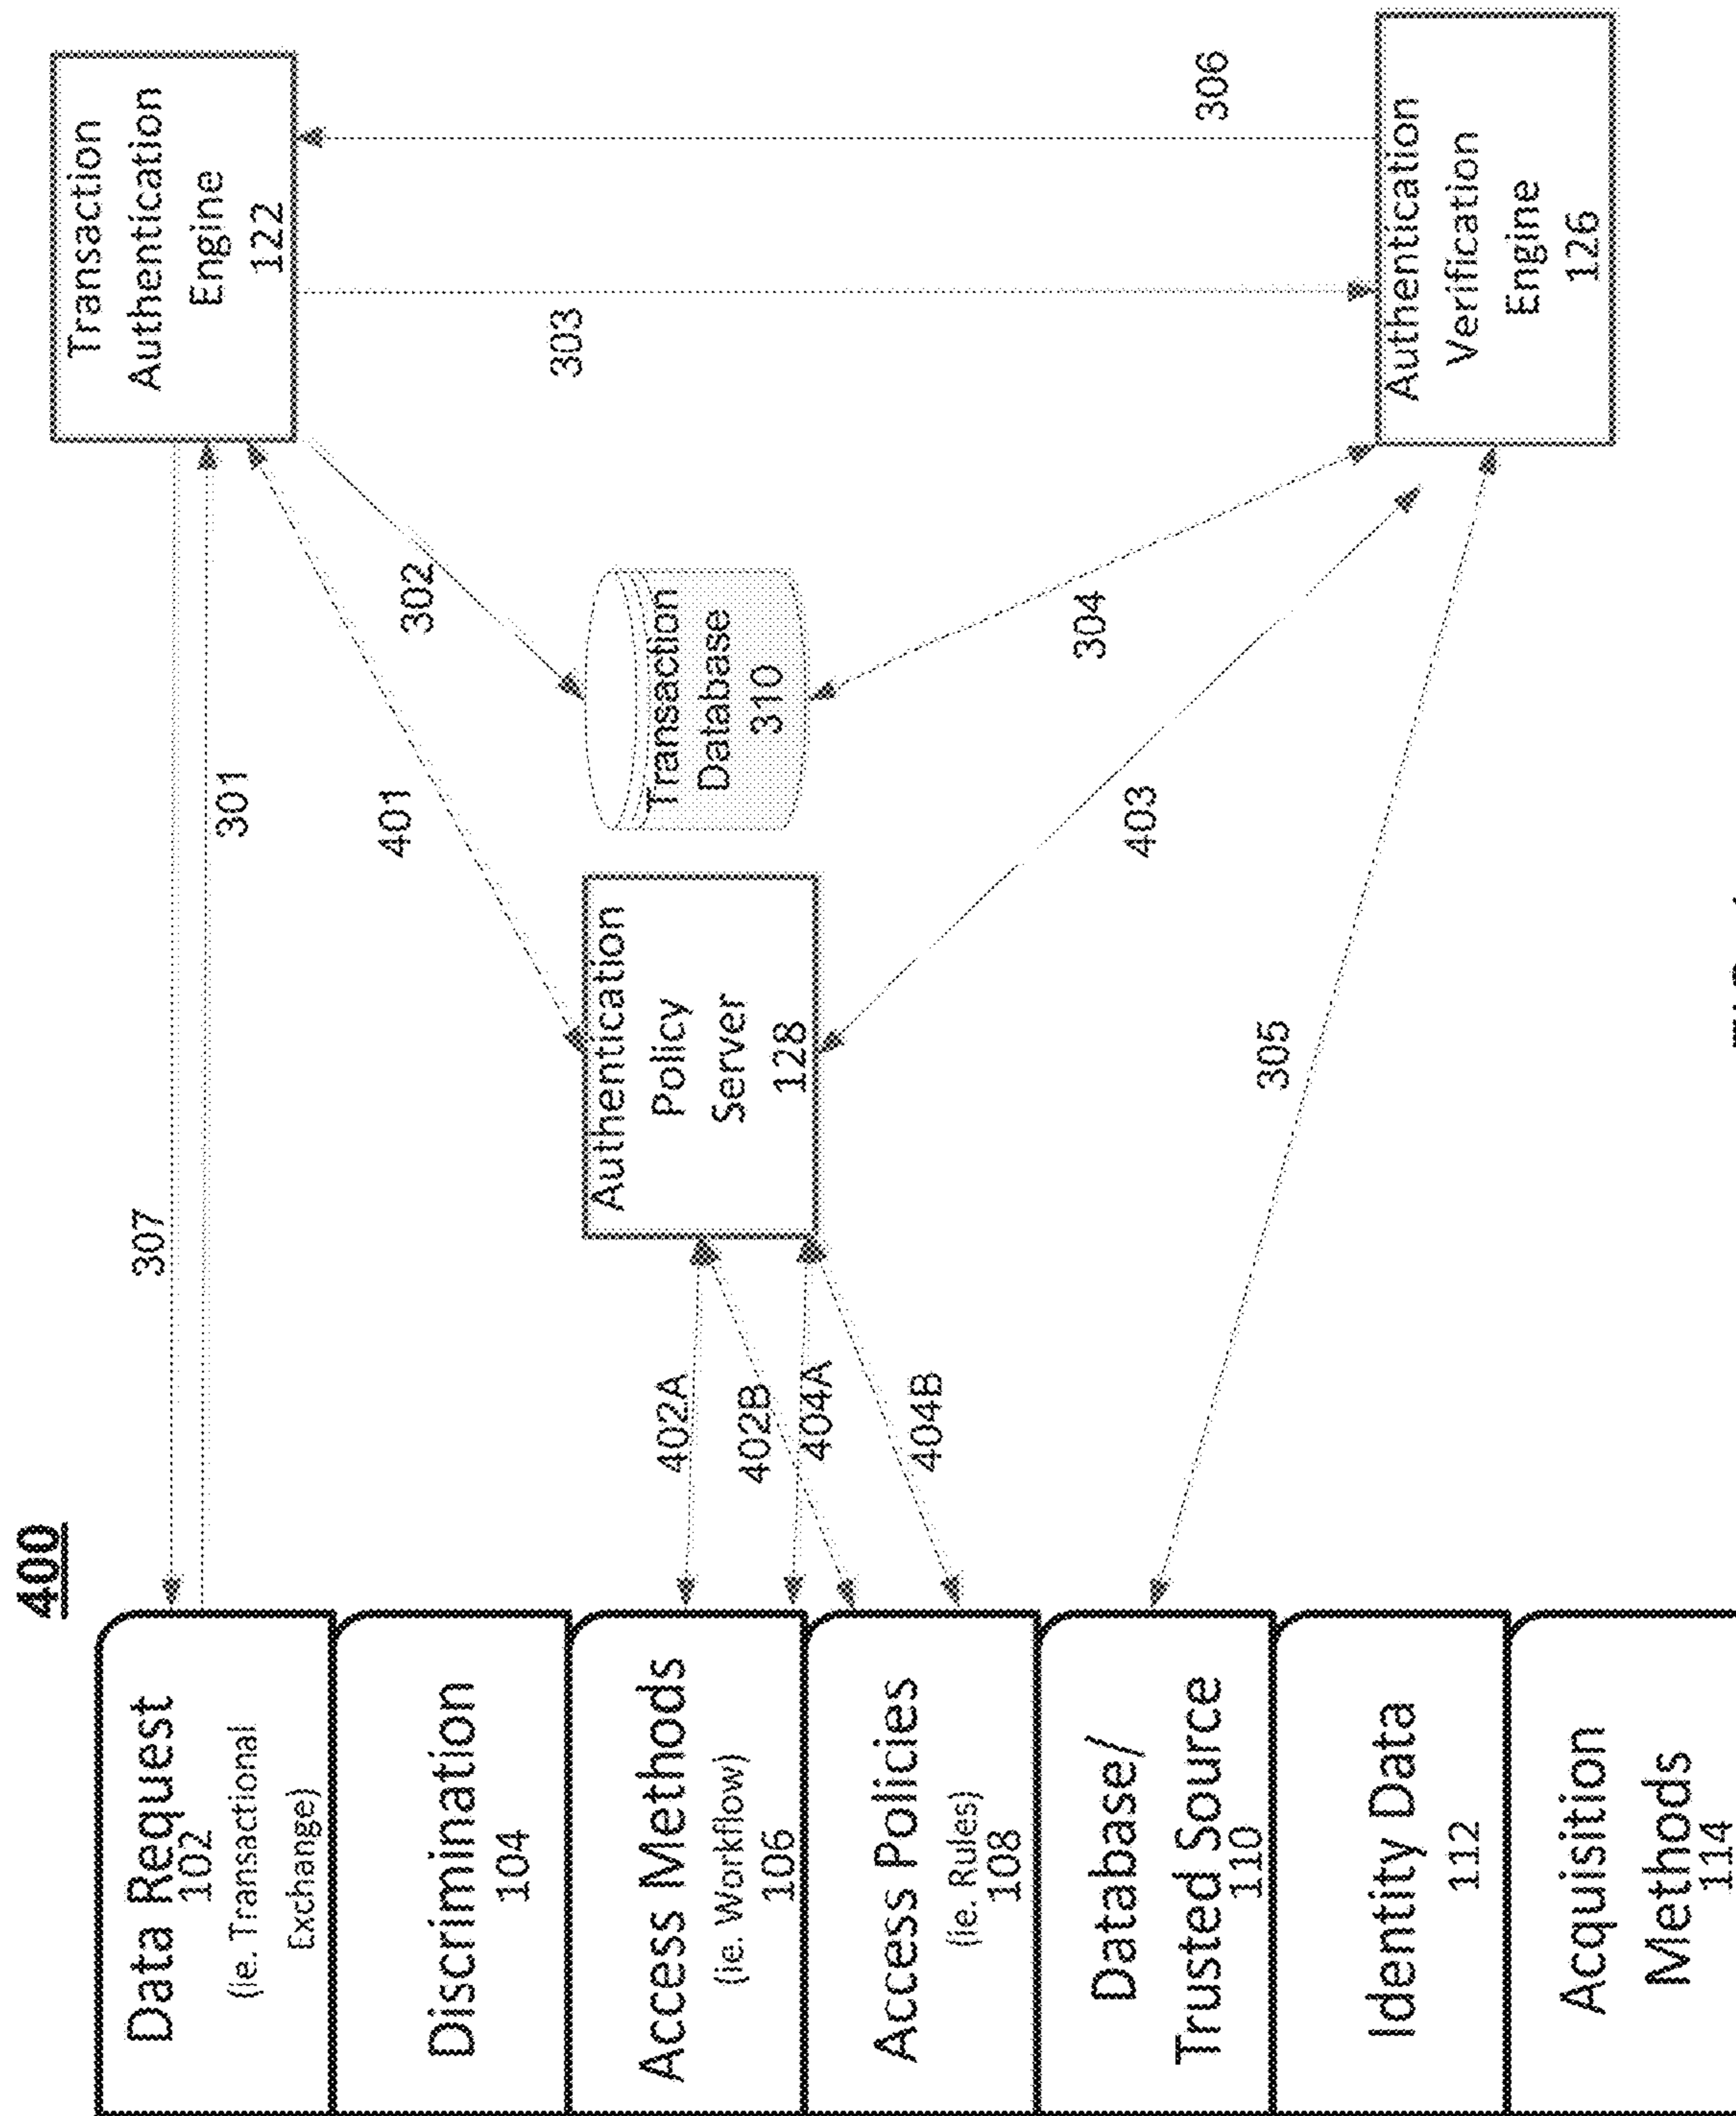 400
Data Request
102
(ie. Transactional
Exchange)
Discrimination
104
Access Methods
(ie. Workflow)
106
Access Policies
(ie. Rules)
108
Database/
Trusted Source
110
Identity Data
112
Acquisition
Methods
114
307
301
401
302
303
306
402A
402B
404A
404B
Authentication
Policy
Server
128
Transaction
Database
310
304
403
305
Transaction
Authentication
Engine
122
Authentication
Verification
Engine
126